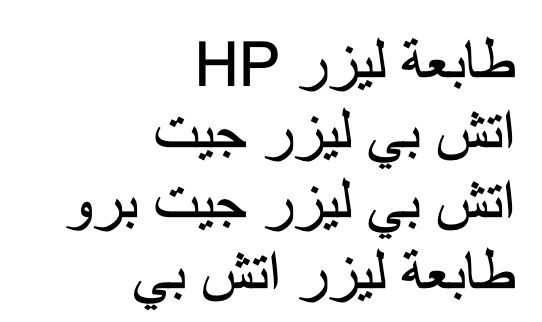 طابعة ليزر HP
اتش بي ليزر جيت
اتش بي ليزر جيت برو
طابعة ليزر اتش بي